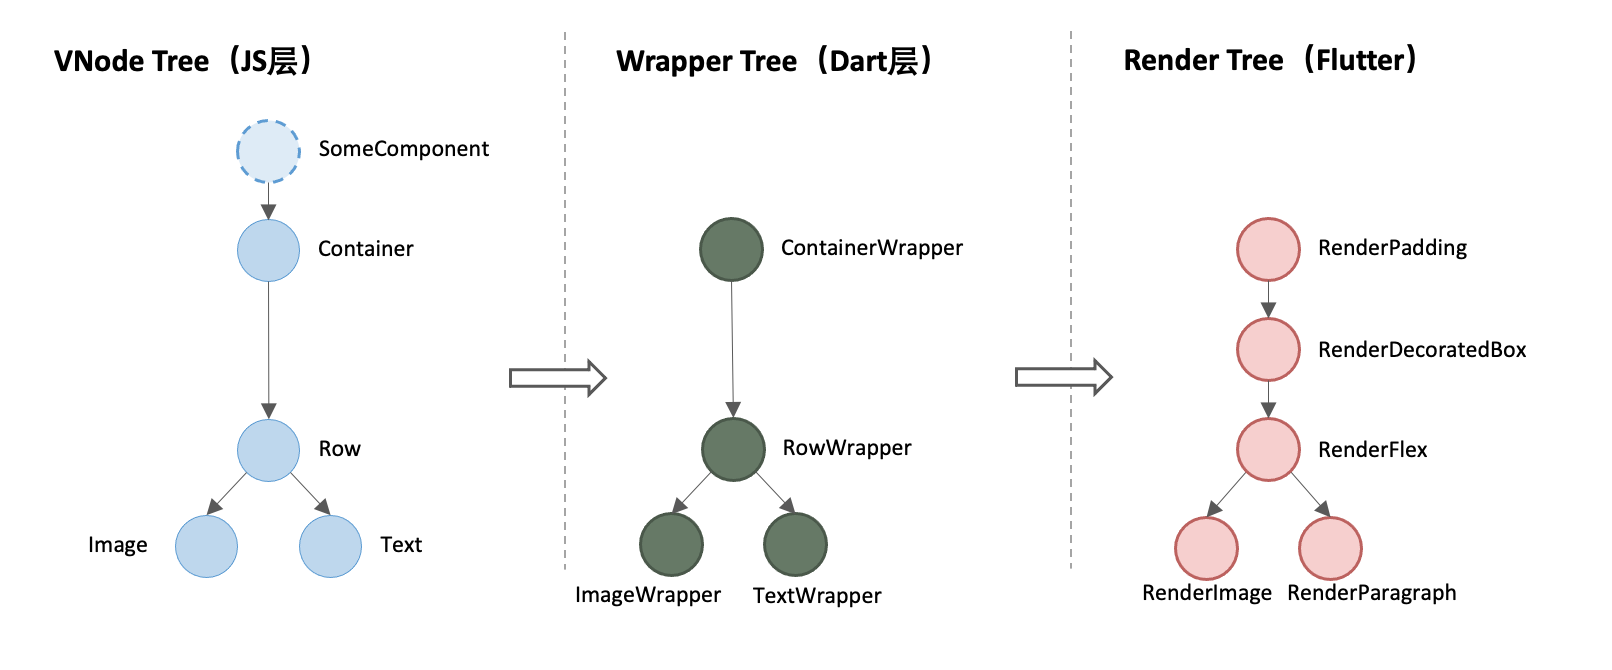 VNode Tree（JS层）
SomeComponent
Container
Row
Image
Text
Wrapper Tree（Dart层）
ContainerWrapper
RowWrapper
ImageWrapper
TextWrapper
Render Tree（Flutter）
RenderPadding
RenderDecoratedBox
RenderFlex
RenderImage
RenderParagraph